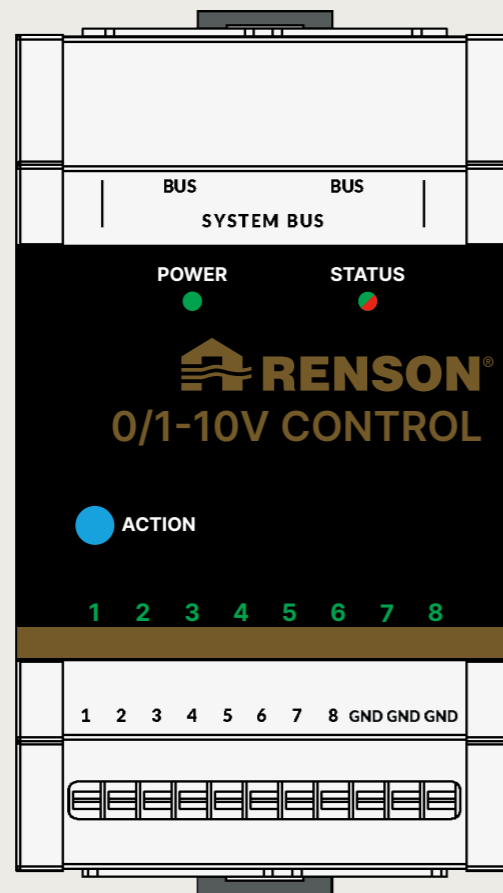 BUS BUS
SYSTEM BUS
POWER STATUS
RENSON®
0/1-10V CONTROL
ACTION
1 2 3 4 5 6 7 8
1 2 3 4 5 6 7 8 GND GND GND